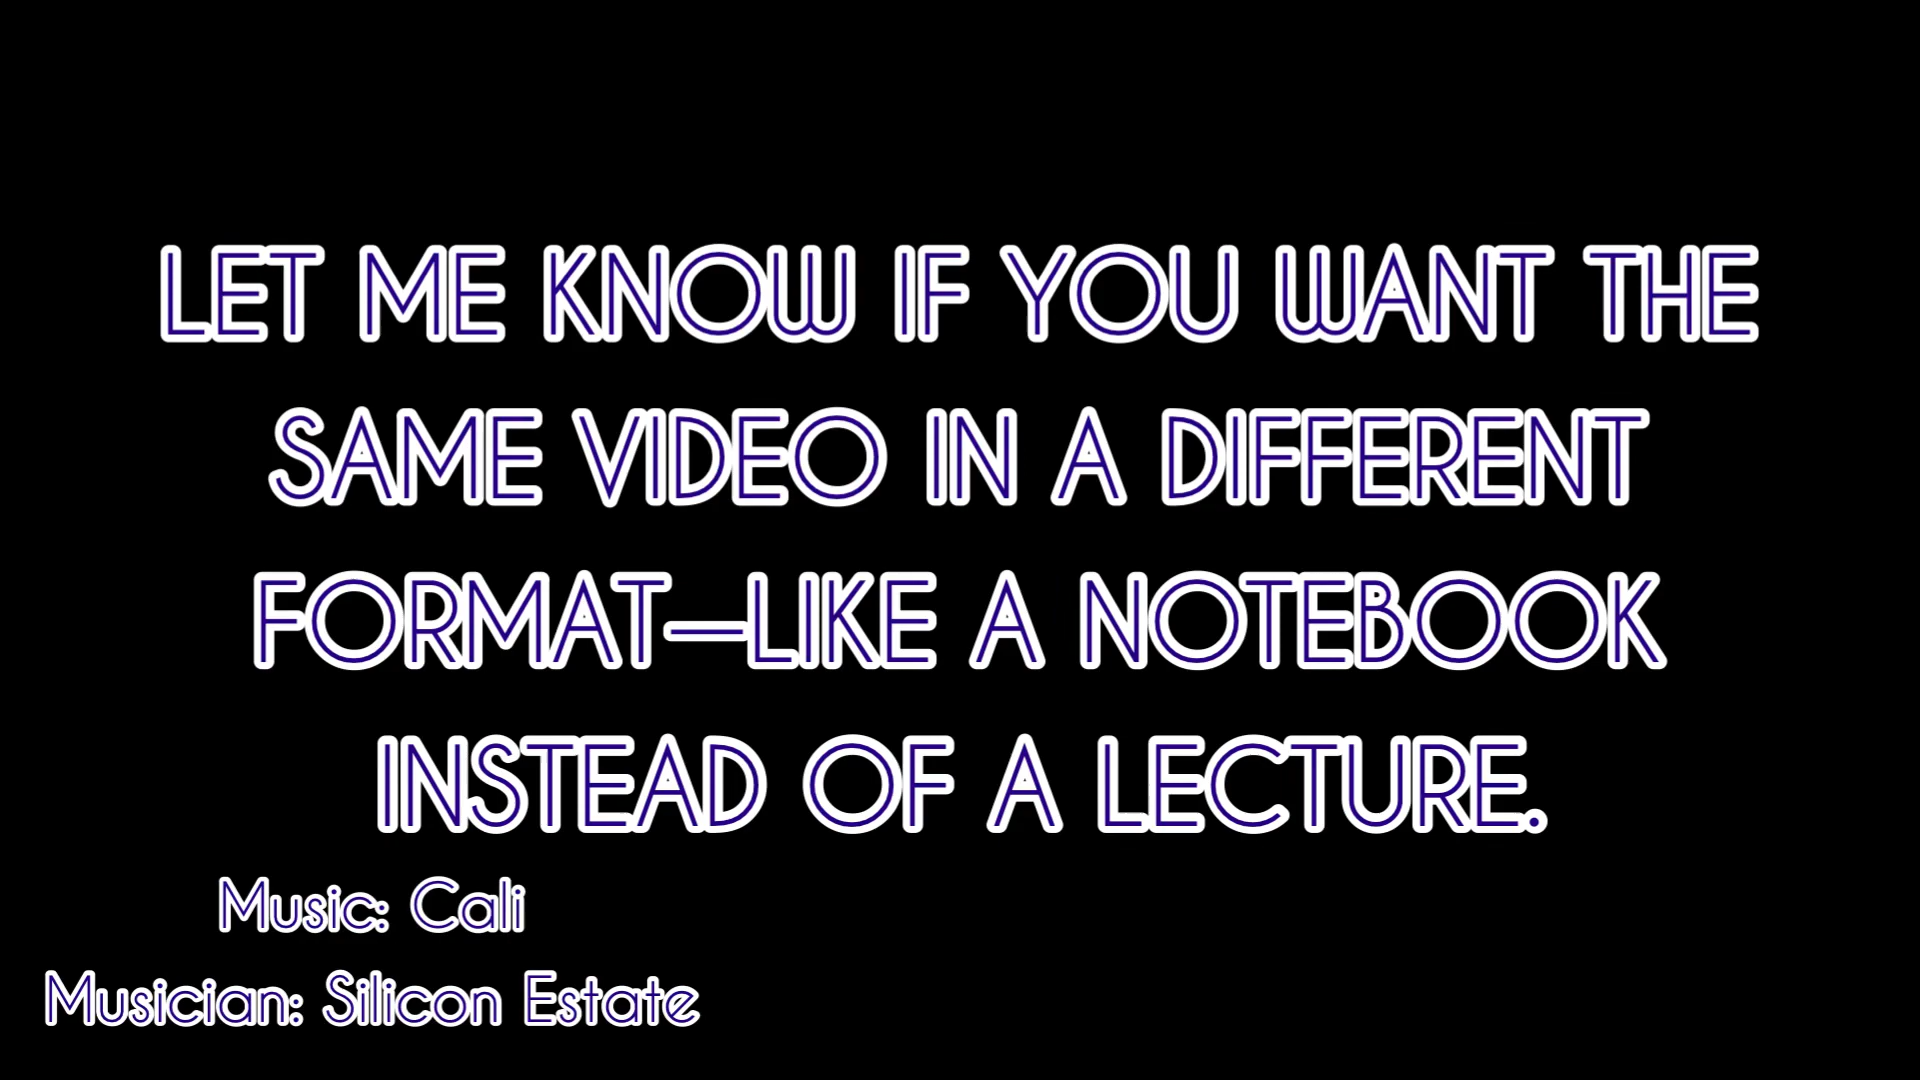 LET ME KNOW IF YOU WANT THE
SAME VIDEO IN A DIFFERENT
FORMAT—LIKE A NOTEBOOK
INSTEAD OF A LECTURE.
Music: Cali
Musician: Silicon Estate